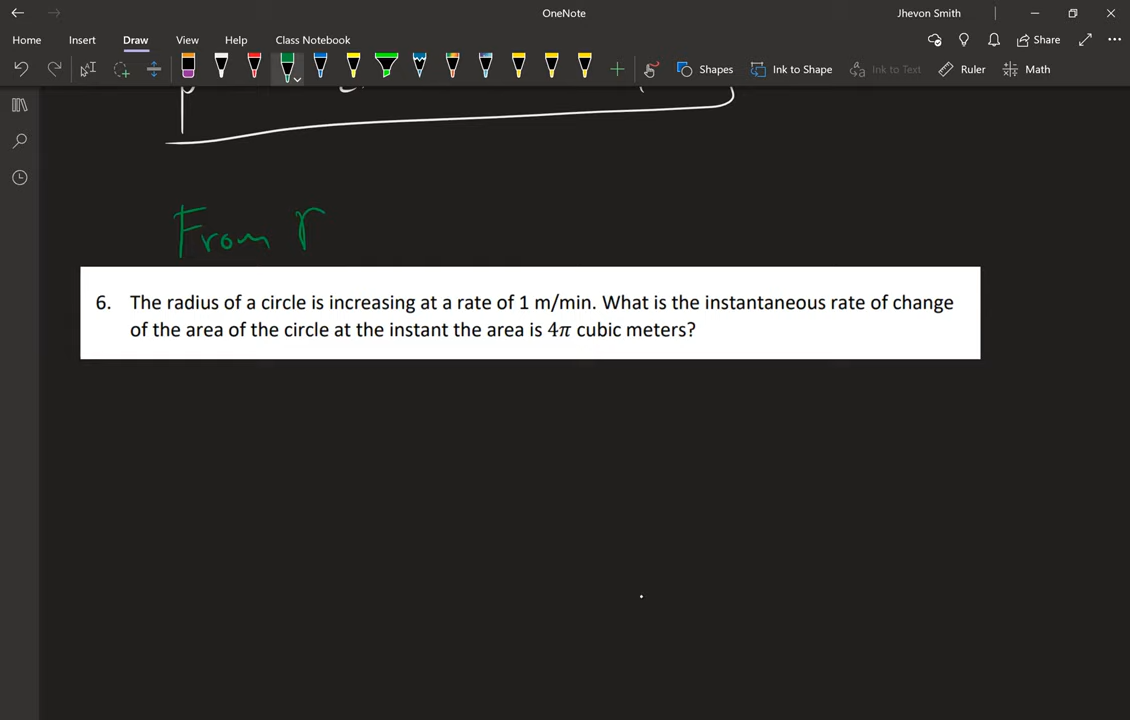 OneNote
Jhevon Smith
Home Insert Draw View Help Class Notebook
Share
Shapes Ink to Shape Ink to Text Ruler Math
From r
6. The radius of a circle is increasing at a rate of 1 m/min. What is the instantaneous rate of change
of the area of the circle at the instant the area is 4π cubic meters?